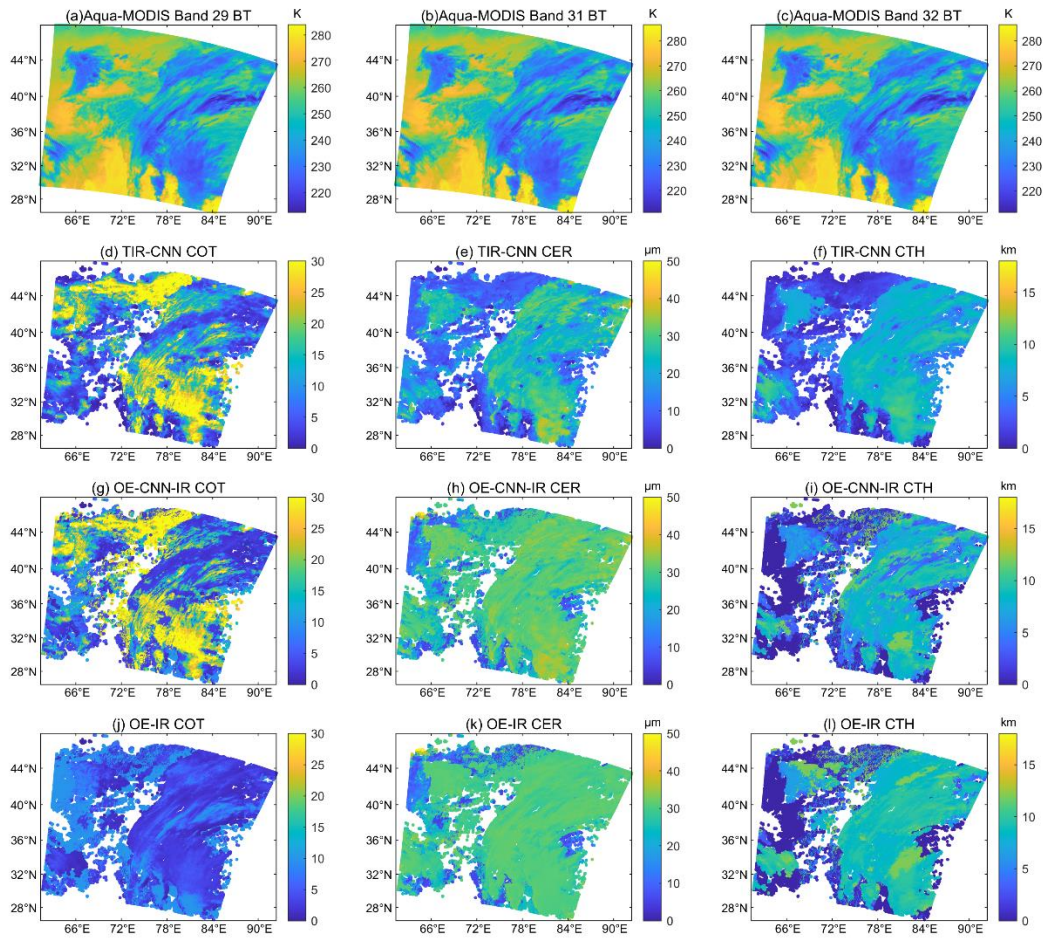 (a)Aqua-MODIS Band 29 BT K
(b)Aqua-MODIS Band 31 BT K
(c)Aqua-MODIS Band 32 BT K
44°N 40°N 36°N 32°N 28°N
66°E 72°E 78°E 84°E 90°E
280 270 260 250 240 230 220
44°N 40°N 36°N 32°N 28°N
66°E 72°E 78°E 84°E 90°E
280 270 260 250 240 230 220
44°N 40°N 36°N 32°N 28°N
66°E 72°E 78°E 84°E 90°E
280 270 260 250 240 230 220
(d) TIR-CNN COT
(e) TIR-CNN CER µm
(f) TIR-CNN CTH km
44°N 40°N 36°N 32°N 28°N
66°E 72°E 78°E 84°E 90°E
30 25 20 15 10 5 0
44°N 40°N 36°N 32°N 28°N
66°E 72°E 78°E 84°E 90°E
50 40 30 20 10 0
44°N 40°N 36°N 32°N 28°N
66°E 72°E 78°E 84°E 90°E
15 10 5 0
(g) OE-CNN-IR COT
(h) OE-CNN-IR CER µm
(i) OE-CNN-IR CTH km
44°N 40°N 36°N 32°N 28°N
66°E 72°E 78°E 84°E 90°E
30 25 20 15 10 5 0
44°N 40°N 36°N 32°N 28°N
66°E 72°E 78°E 84°E 90°E
50 40 30 20 10 0
44°N 40°N 36°N 32°N 28°N
66°E 72°E 78°E 84°E 90°E
15 10 5 0
(j) OE-IR COT
(k) OE-IR CER µm
(l) OE-IR CTH km
44°N 40°N 36°N 32°N 28°N
66°E 72°E 78°E 84°E 90°E
30 25 20 15 10 5 0
44°N 40°N 36°N 32°N 28°N
66°E 72°E 78°E 84°E 90°E
50 40 30 20 10 0
44°N 40°N 36°N 32°N 28°N
66°E 72°E 78°E 84°E 90°E
15 10 5 0